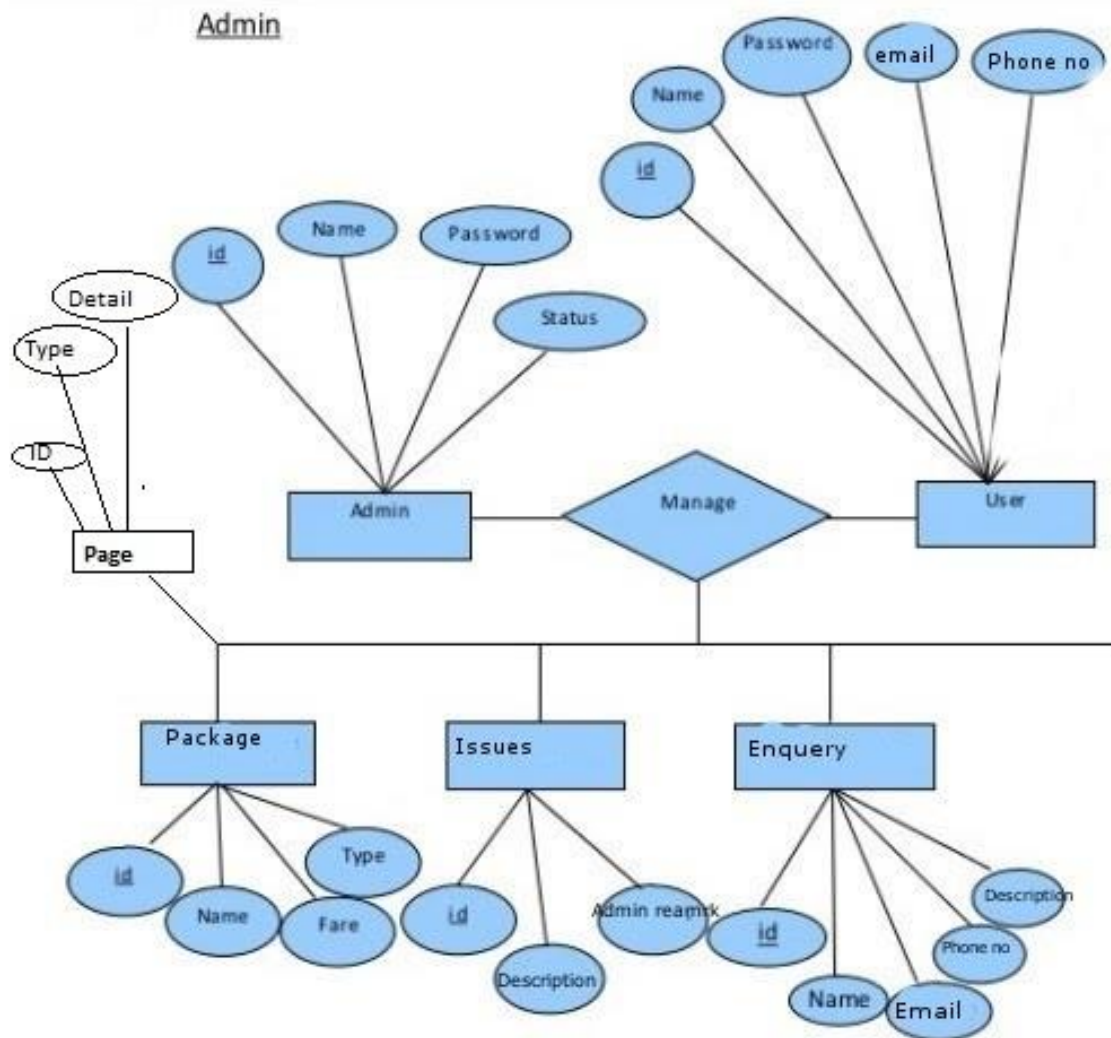 Admin
Password
email
Phone no
Name
id
Name
Password
id
Status
Detail
Type
ID
Admin
Manage
User
Page
Package
Issues
Enquery
id
Name
Fare
Type
id
Description
Admin reamrk
id
Name
Email
Phone no
Description